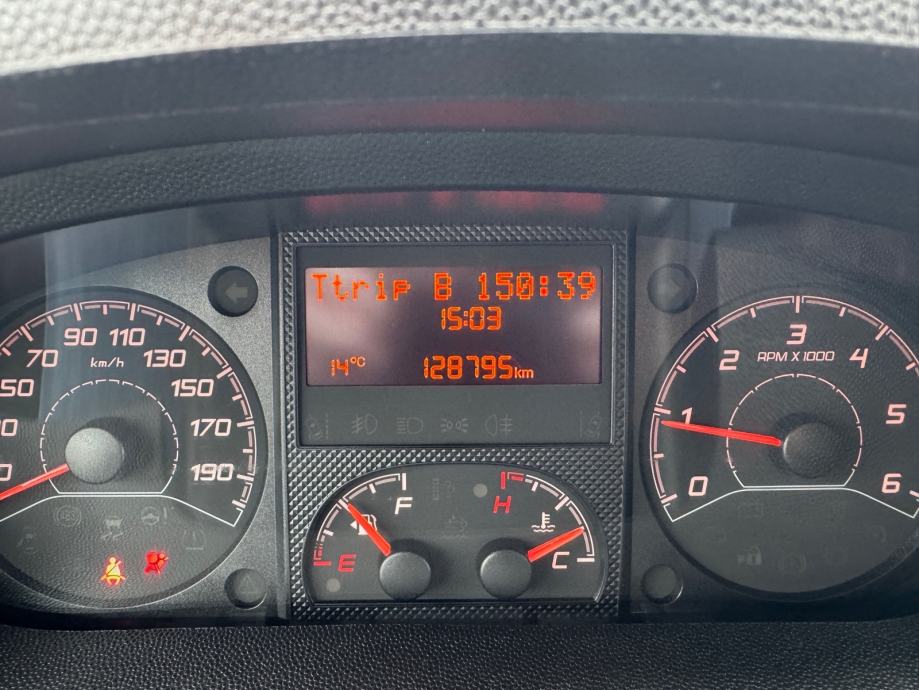 Ttrip B 150:39
15:03
14°C 128795km
90 110
70 km/h 130
50 150
170
190
3
2 RPM X 1000 4
1 5
0 6
F H
E C